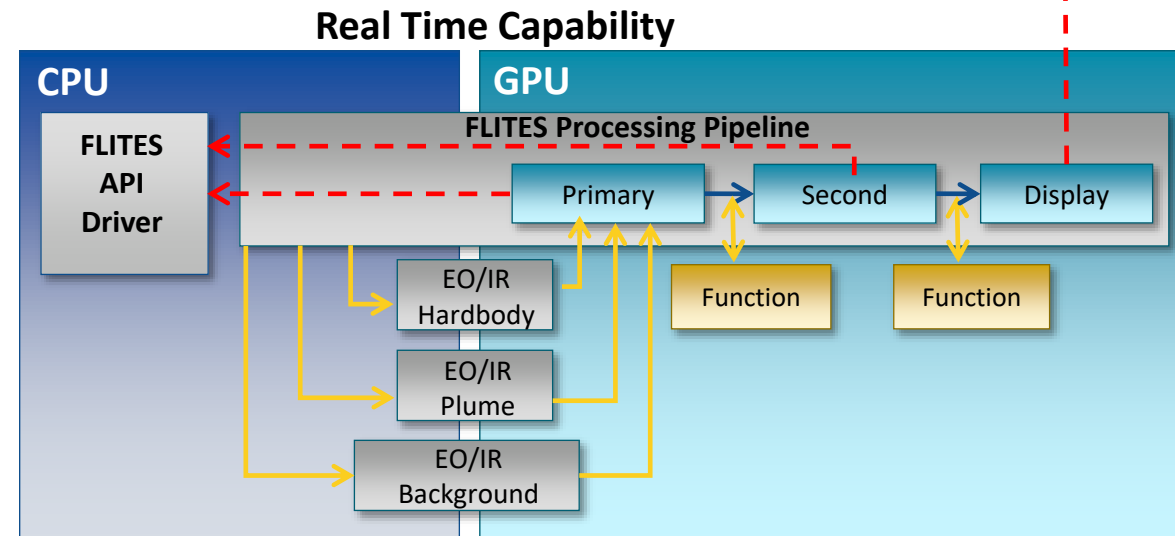 Real Time Capability
CPU
GPU
FLITES
API
Driver
FLITES Processing Pipeline
Primary
Second
Display
EO/IR
Hardbody
Function
Function
EO/IR
Plume
EO/IR
Background